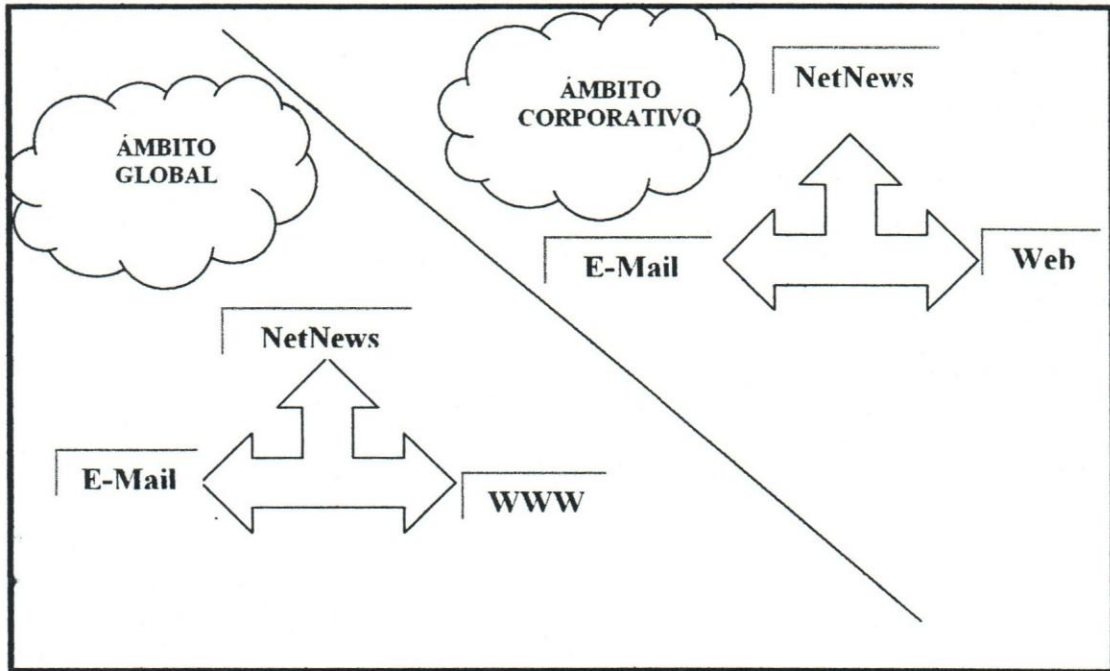 ÁMBITO
GLOBAL
NetNews
E-Mail
WWW
ÁMBITO
CORPORATIVO
NetNews
E-Mail
Web